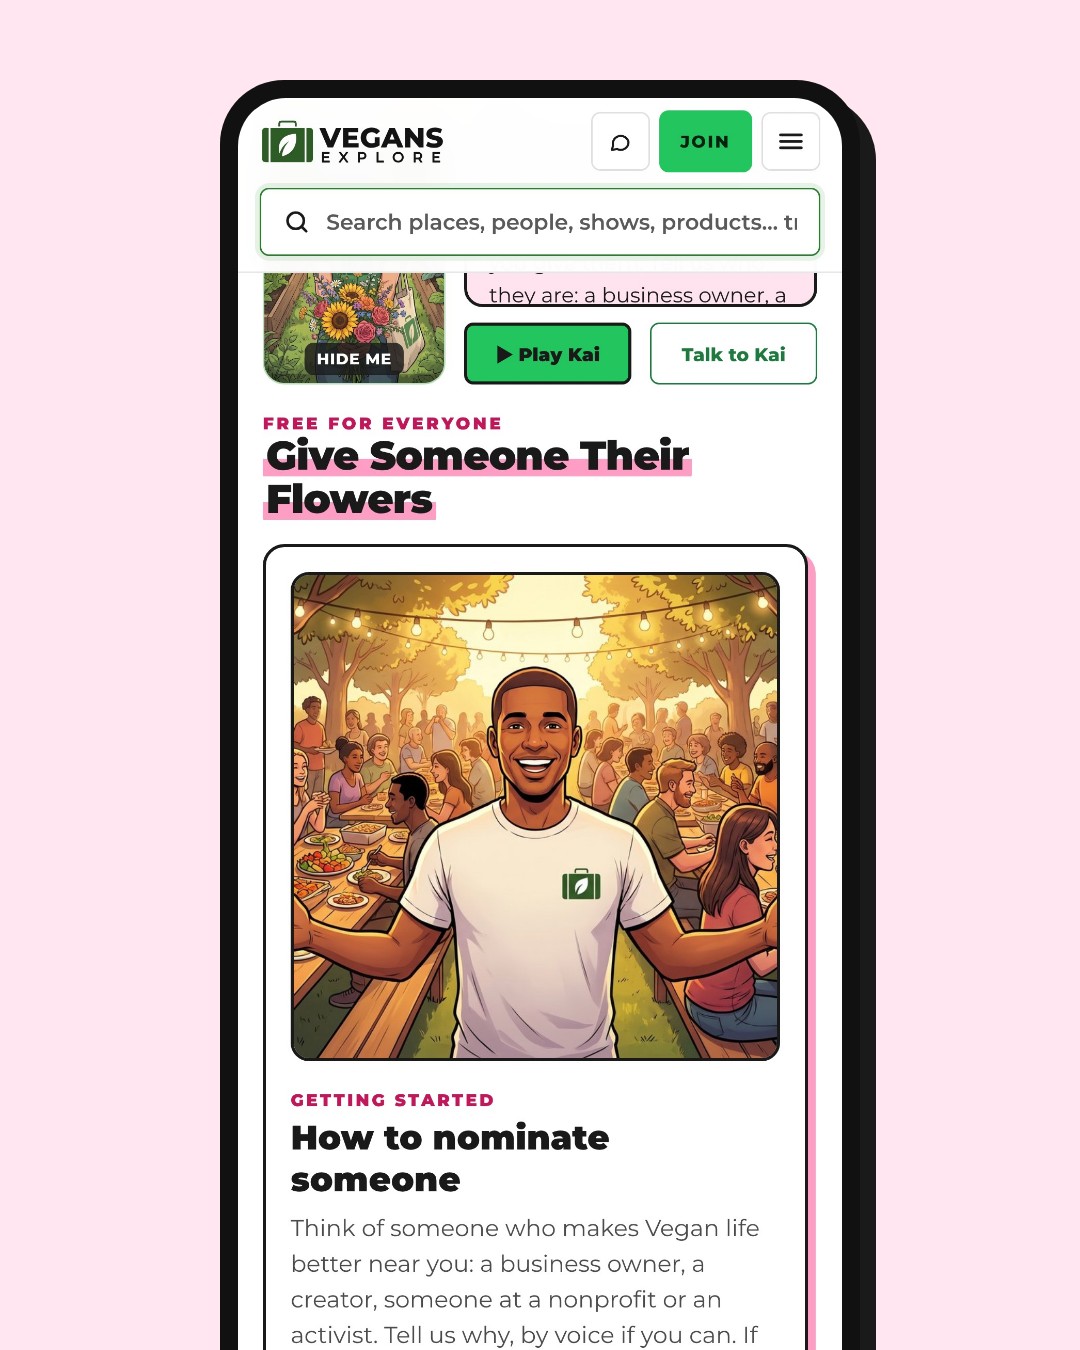 VEGANS
EXPLORE
JOIN
Search places, people, shows, products...
they are: a business owner, a
HIDE ME
Play Kai
Talk to Kai
FREE FOR EVERYONE
Give Someone Their
Flowers
GETTING STARTED
How to nominate
someone
Think of someone who makes Vegan life
better near you: a business owner, a
creator, someone at a nonprofit or an
activist. Tell us why, by voice if you can. If